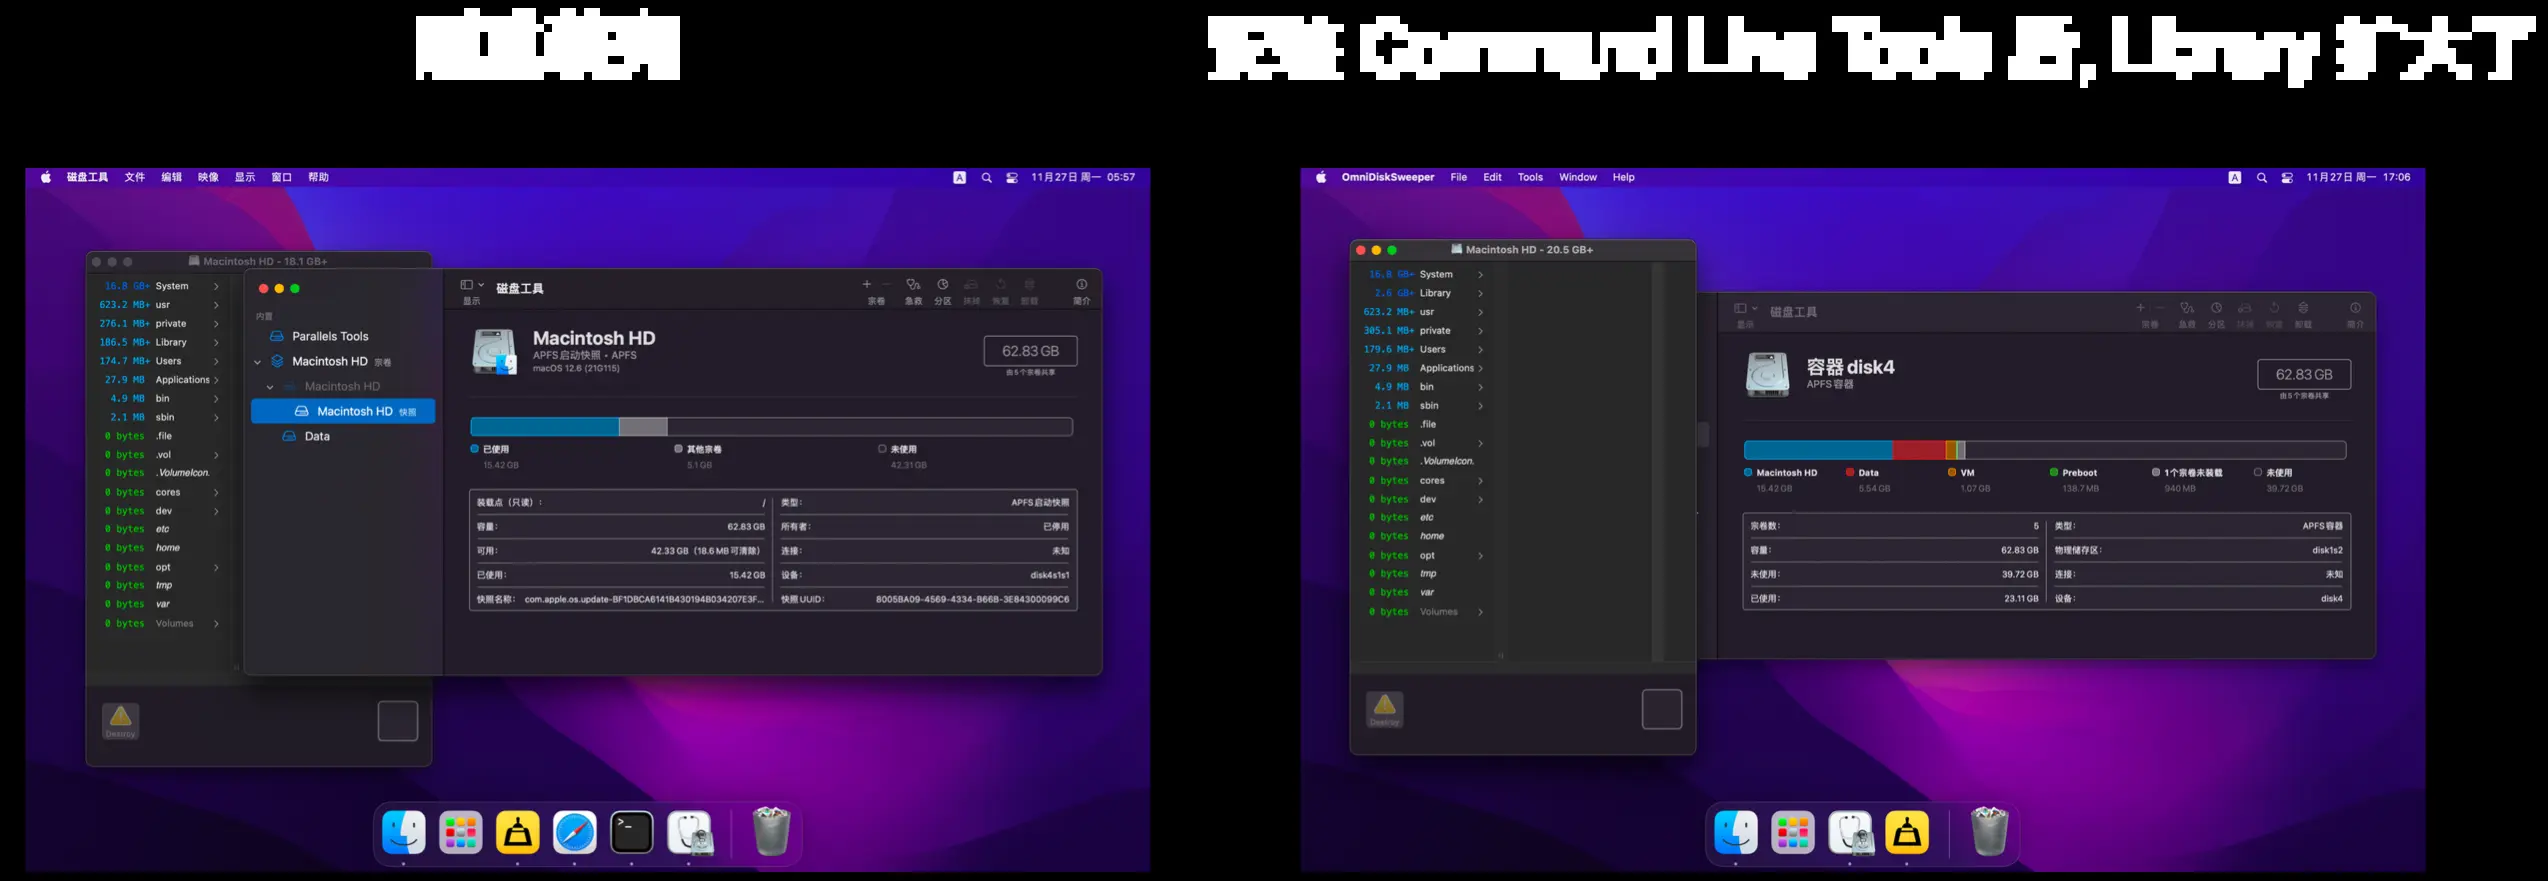 安装 Command Line Tools 后, Library 扩大了
磁盘工具 文件 编辑 映像 显示 窗口 帮助
A 11月27日 周一 05:57
Macintosh HD - 18.1 GB+
16.8 GB+ System
623.2 MB+ usr
276.1 MB+ private
186.5 MB+ Library
174.7 MB+ Users
27.9 MB Applications
4.9 MB bin
2.1 MB sbin
0 bytes .file
0 bytes .vol
0 bytes .VolumeIcon.
0 bytes cores
0 bytes dev
0 bytes etc
0 bytes home
0 bytes opt
0 bytes tmp
0 bytes var
0 bytes Volumes
Destroy
内置
Parallels Tools
Macintosh HD 宗卷
Macintosh HD
Macintosh HD 快照
Data
显示
磁盘工具
宗卷 急救 分区 抹掉 恢复 卸载 简介
Macintosh HD
APFS 启动快照 • APFS
macOS 12.6 (21G115)
62.83 GB
由5个宗卷共享
已使用 其他宗卷 未使用
15.42 GB 5.1 GB 42.31 GB
装载点（只读）: / 类型: APFS 启动快照
容量: 62.83 GB 所有者: 已停用
可用: 42.33 GB（18.6 MB 可清除） 连接: 未知
已使用: 15.42 GB 设备: disk4s1s1
快照名称: com.apple.os.update-BF1DBCA6141B430194B034207E3F... 快照 UUID: 8005BA09-4569-4334-B66B-3E84300099C6
OmniDiskSweeper File Edit Tools Window Help
A 11月27日 周一 17:06
Macintosh HD - 20.5 GB+
16.8 GB+ System
2.6 GB+ Library
623.2 MB+ usr
305.1 MB+ private
179.6 MB+ Users
27.9 MB Applications
4.9 MB bin
2.1 MB sbin
0 bytes .file
0 bytes .vol
0 bytes .VolumeIcon.
0 bytes cores
0 bytes dev
0 bytes etc
0 bytes home
0 bytes opt
0 bytes tmp
0 bytes var
0 bytes Volumes
Destroy
显示
磁盘工具
宗卷 急救 分区 抹掉 恢复 卸载 简介
容器 disk4
APFS 容器
62.83 GB
由5个宗卷共享
Macintosh HD Data VM Preboot 1个宗卷未装载 未使用
15.42 GB 5.54 GB 1.07 GB 138.7 MB 940 MB 39.72 GB
宗卷数: 5 类型: APFS 容器
容量: 62.83 GB 物理储存区: disk1s2
未使用: 39.72 GB 连接: 未知
已使用: 23.11 GB 设备: disk4